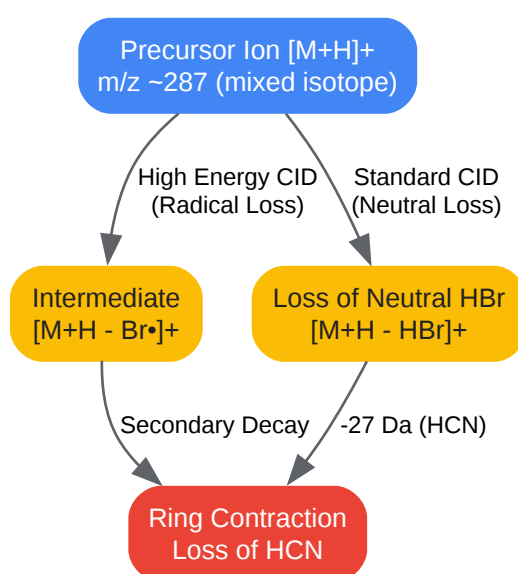 Precursor Ion [M+H]+
m/z ~287 (mixed isotope)
High Energy CID
(Radical Loss)
Standard CID
(Neutral Loss)
Intermediate
[M+H - Br•]+
Loss of Neutral HBr
[M+H - HBr]+
Secondary Decay
-27 Da (HCN)
Ring Contraction
Loss of HCN